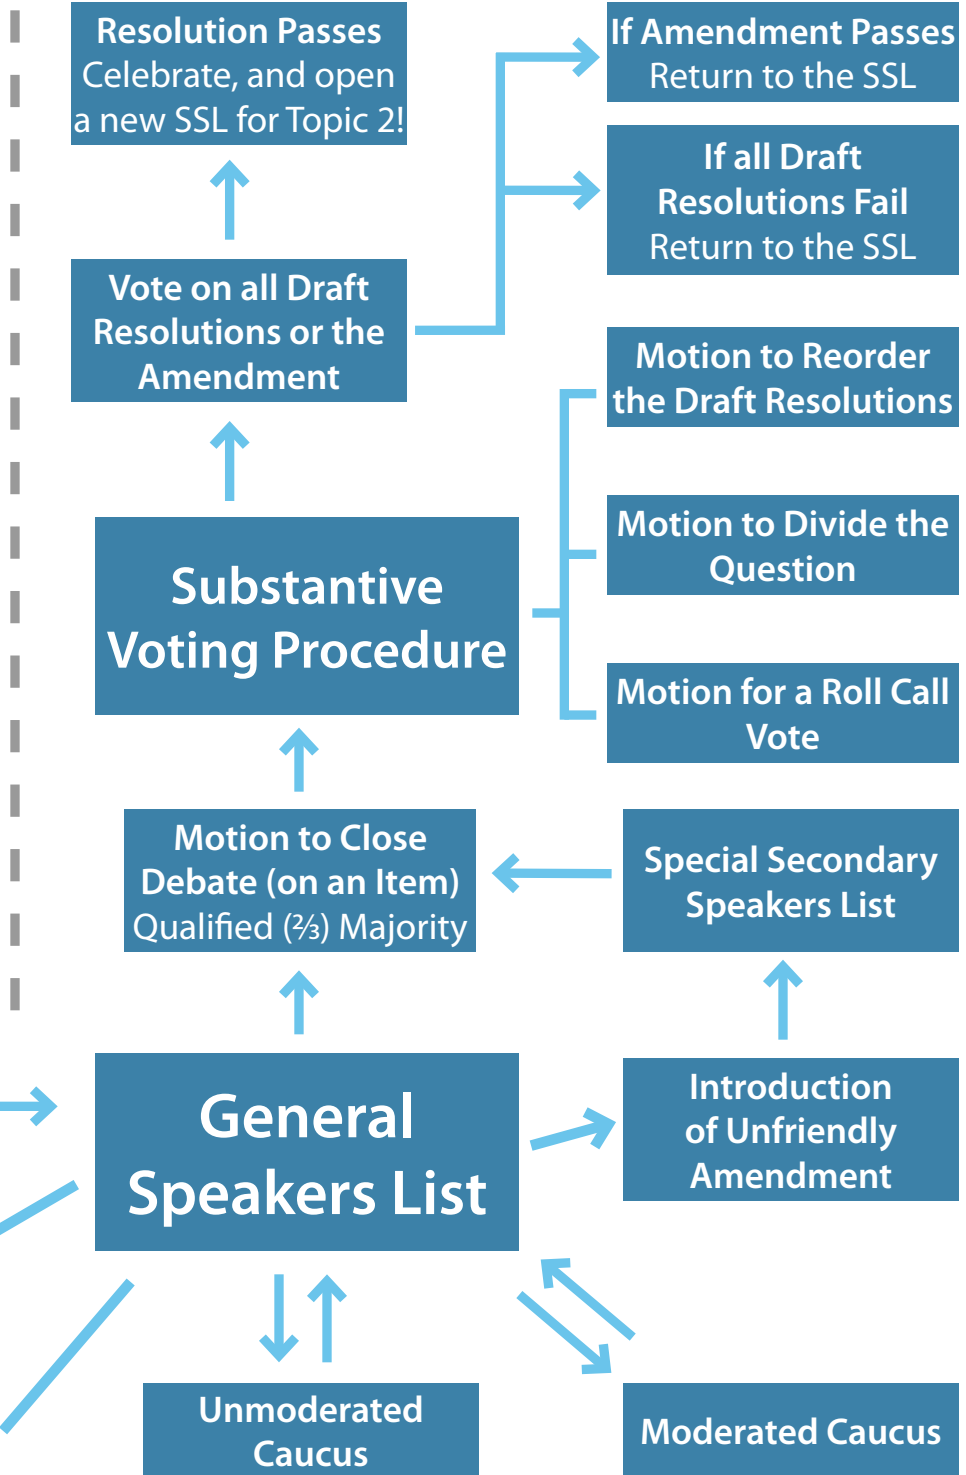 Resolution Passes
Celebrate, and open
a new SSL for Topic 2!
If Amendment Passes
Return to the SSL
If all Draft
Resolutions Fail
Return to the SSL
Vote on all Draft
Resolutions or the
Amendment
Motion to Reorder
the Draft Resolutions
Motion to Divide the
Question
Substantive
Voting Procedure
Motion for a Roll Call
Vote
Motion to Close
Debate (on an Item)
Qualified (⅔) Majority
Special Secondary
Speakers List
General
Speakers List
Introduction
of Unfriendly
Amendment
Unmoderated
Caucus
Moderated Caucus